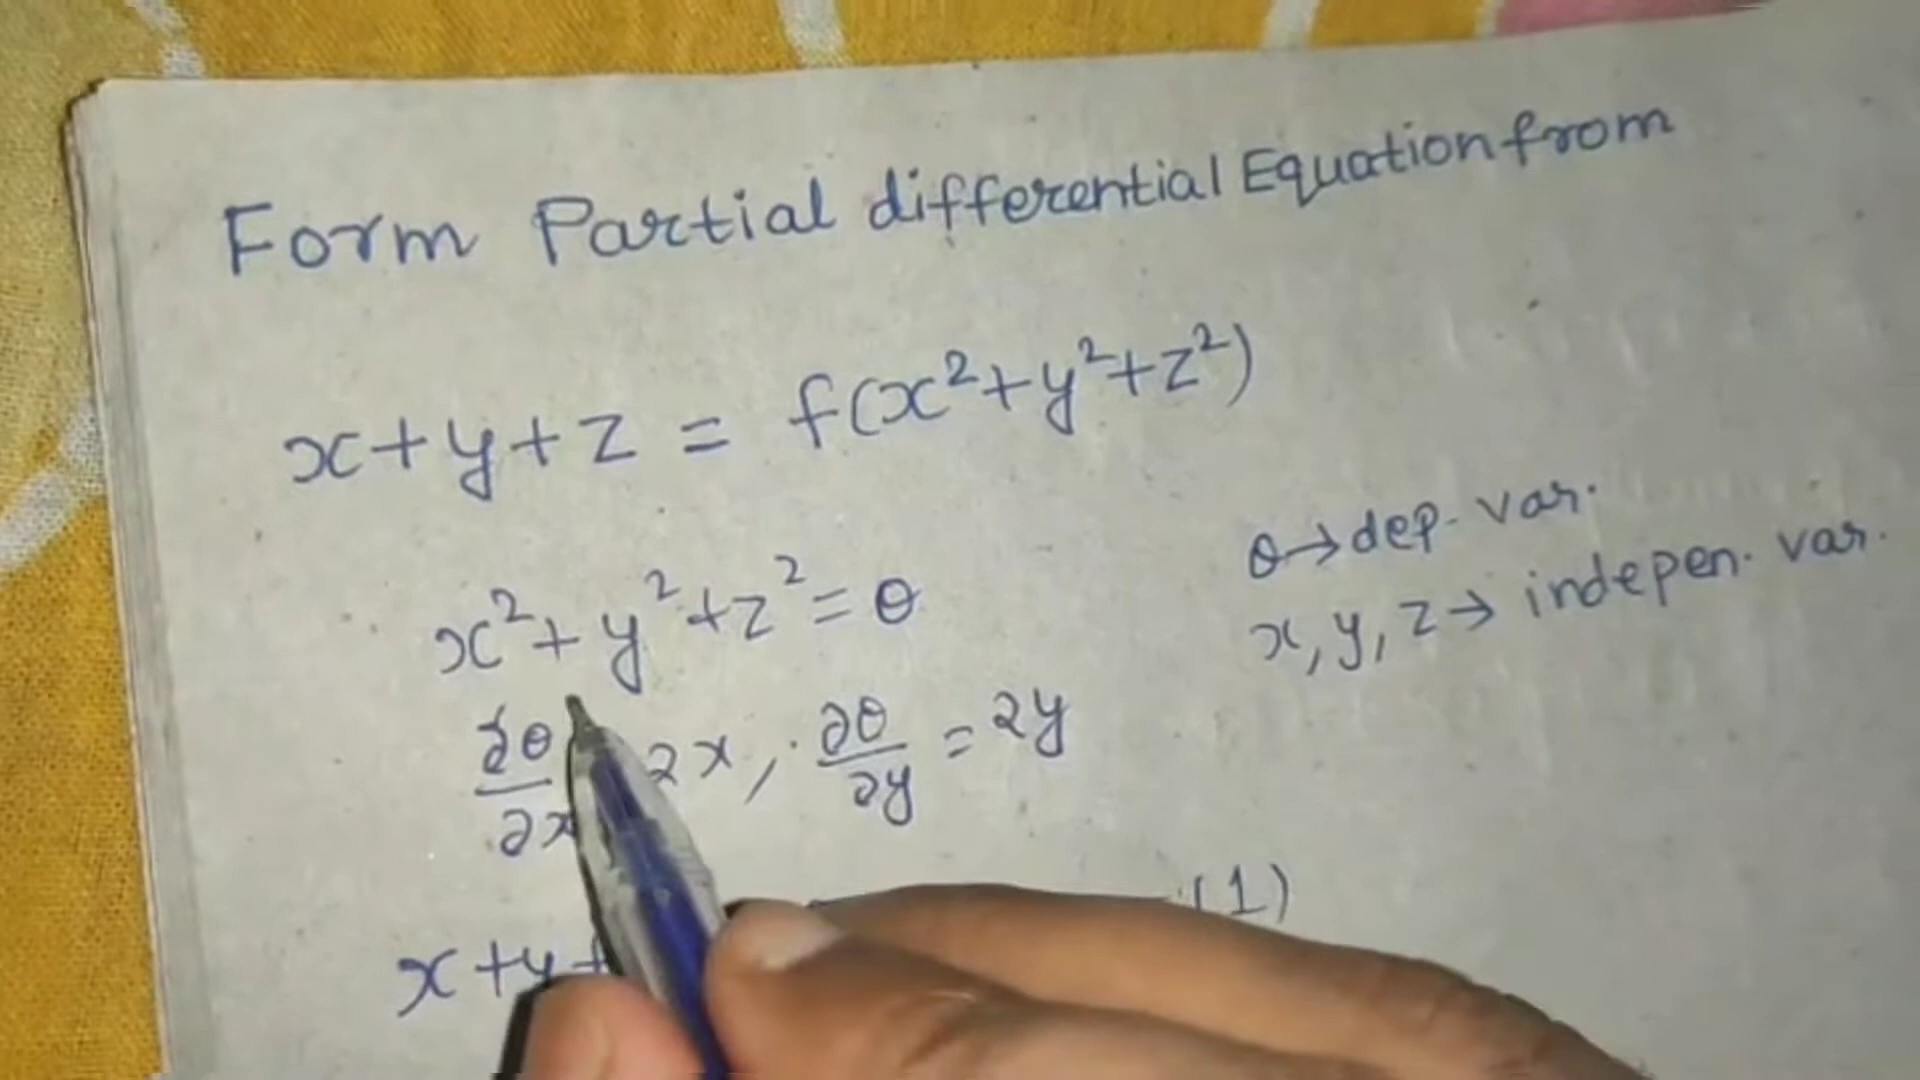 Form Partial differential Equation from
x+y+z = f(x²+y²+z²)
x²+y²+z²=θ
θ→dep. var.
x, y, z→ indepen. var.
∂θ/∂x 2x, ∂θ/∂y = 2y
(1)
x+y+